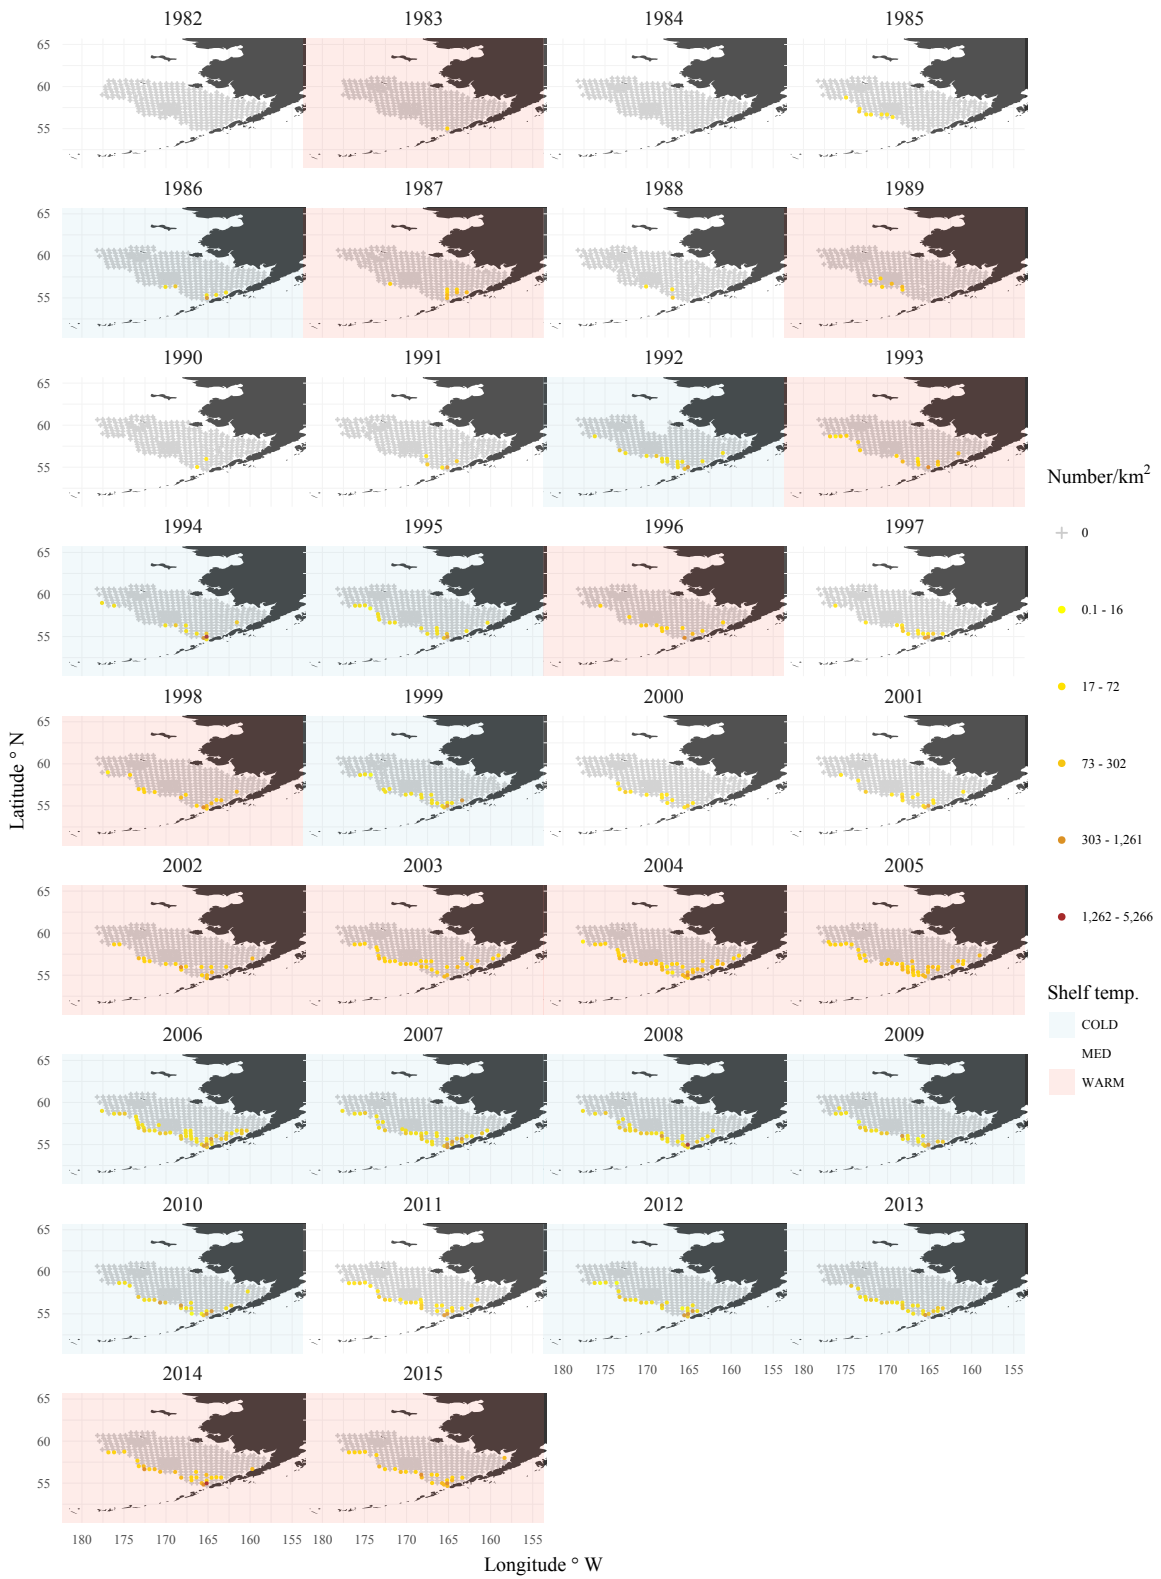 1982 1983 1984 1985
65
60
55
1986 1987 1988 1989
65
60
55
1990 1991 1992 1993
65
60
55
1994 1995 1996 1997
65
60
55
1998 1999 2000 2001
65
60
55
2002 2003 2004 2005
65
60
55
2006 2007 2008 2009
65
60
55
2010 2011 2012 2013
65
60
55
180 175 170 165 160 155 180 175 170 165 160 155
2014 2015
65
60
55
180 175 170 165 160 155 180 175 170 165 160 155
Longitude ° W
Latitude ° N
Number/km²
0
0.1 - 16
17 - 72
73 - 302
303 - 1,261
1,262 - 5,266
Shelf temp.
COLD
MED
WARM